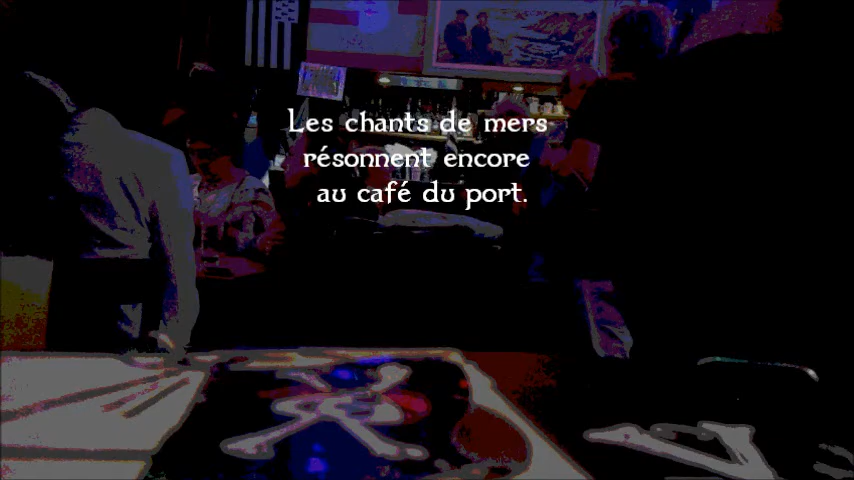 Les chants de mers
résonnent encore
au café du port.